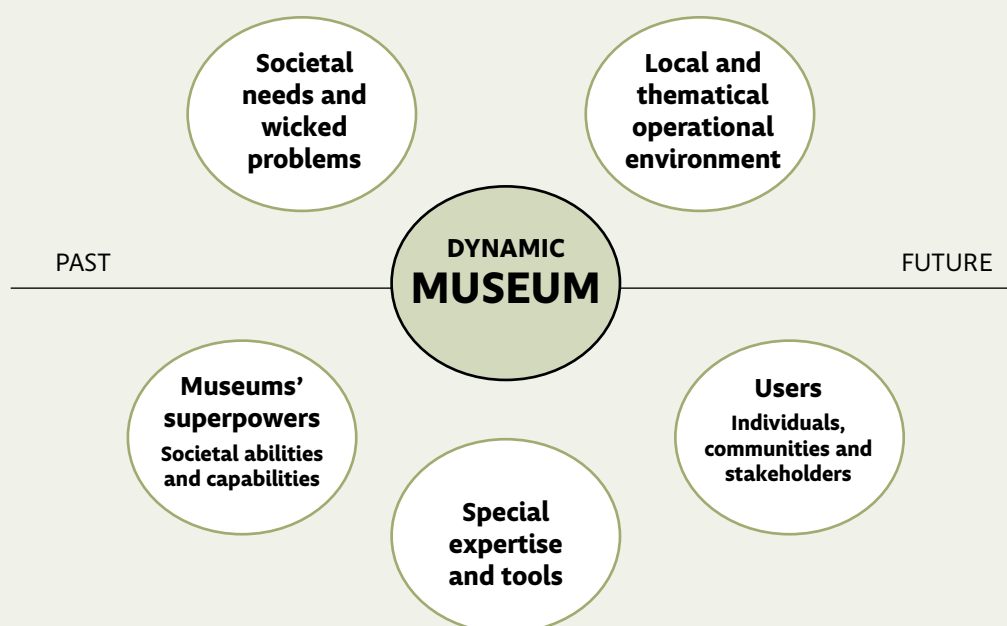 Societal
needs and
wicked
problems
Local and
thematical
operational
environment
PAST
DYNAMIC
MUSEUM
FUTURE
Museums’
superpowers
Societal abilities
and capabilities
Users
Individuals,
communities and
stakeholders
Special
expertise
and tools